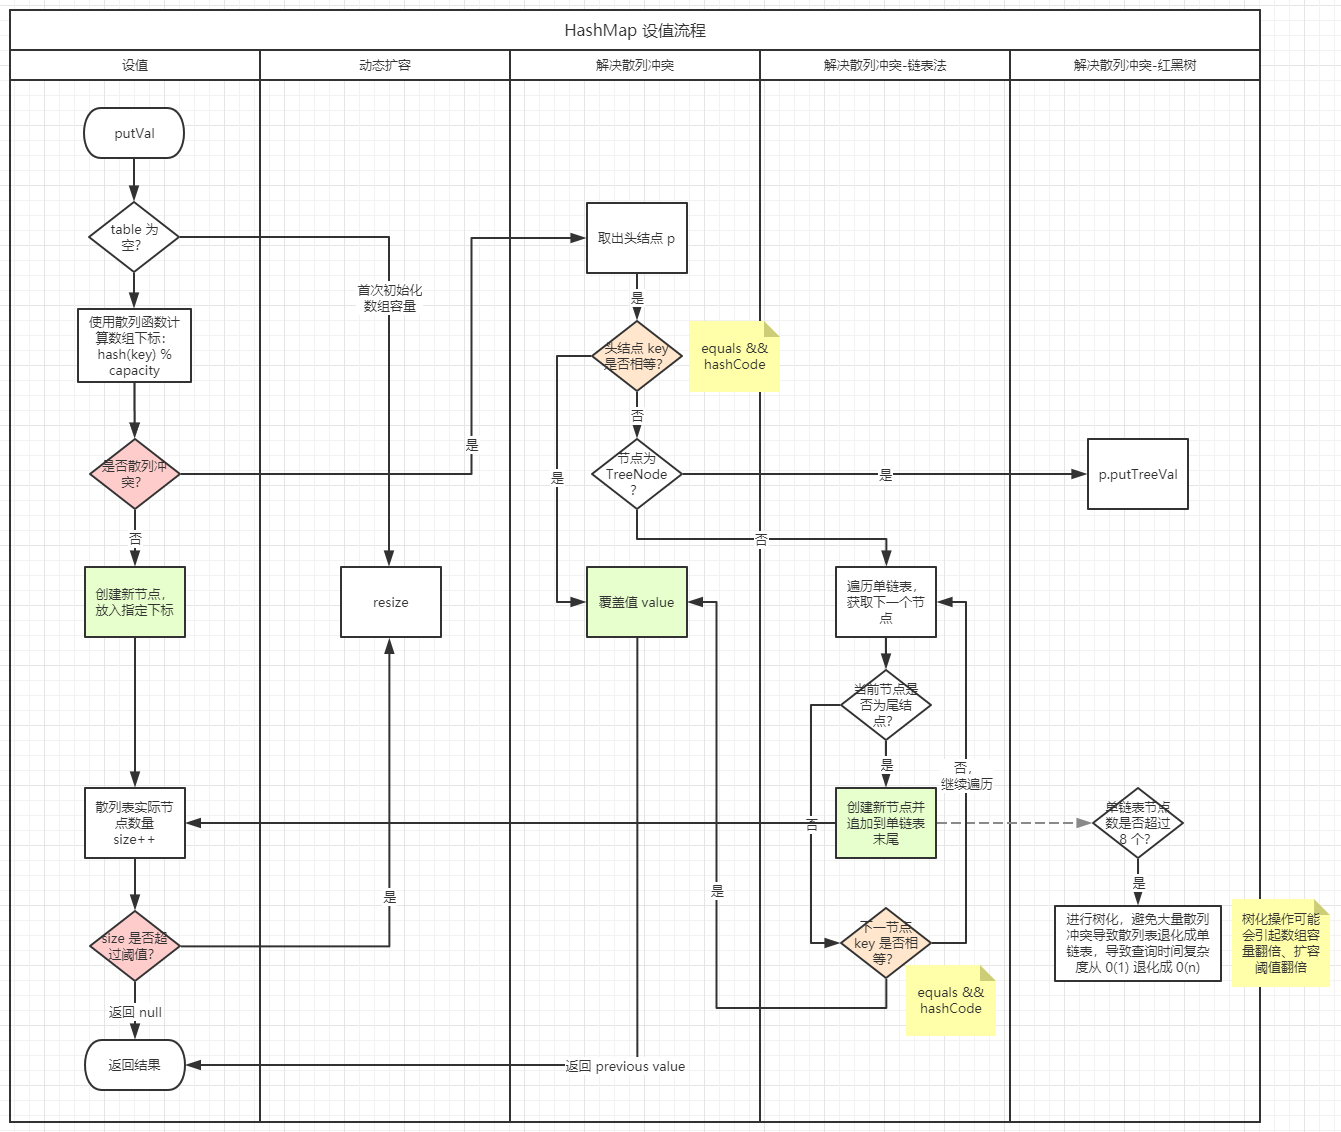 HashMap 设值流程
设值
动态扩容
解决散列冲突
解决散列冲突-链表法
解决散列冲突-红黑树
putVal
table 为
空?
首次初始化
数组容量
使用散列函数计
算数组下标：
hash(key) %
capacity
是否散列冲
突?
是
否
创建新节点，
放入指定下标
resize
散列表实际节
点数量
size++
size 是否超
过阈值?
是
返回 null
返回结果
取出头结点 p
是
头结点 key
是否相等?
equals &&
hashCode
是
否
节点为
TreeNode
?
是
否
p.putTreeVal
覆盖值 value
返回 previous value
遍历单链表，
获取下一个节
点
当前节点是
否为尾结
点?
是
否
否，
继续遍历
创建新节点并
追加到单链表
末尾
下一节点
key 是否相
等?
是
equals &&
hashCode
单链表节点
数是否超过
8 个?
是
进行树化，避免大量散列
冲突导致散列表退化成单
链表，导致查询时间复杂
度从 0(1) 退化成 0(n)
树化操作可能
会引起数组容
量翻倍、扩容
阈值翻倍